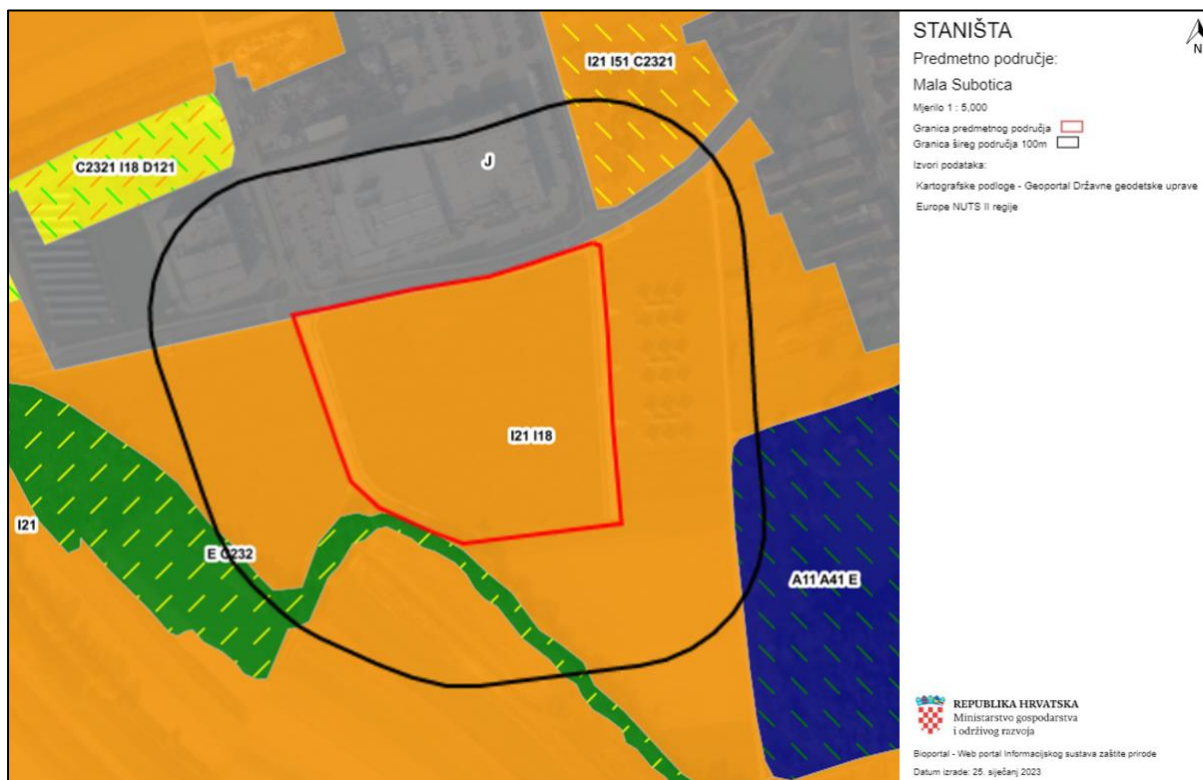 STANIŠTA
N
Predmetno područje:
Mala Subotica
Mjerilo 1 : 5,000
Granica predmetnog područja
Granica šireg područja 100m
Izvori podataka:
Kartografske podloge - Geoportal Državne geodetske uprave
Europe NUTS II regije
I21 I51 C2321
C2321 I18 D121
J
I21 I18
I21
E C232
A11 A41 E
REPUBLIKA HRVATSKA
Ministarstvo gospodarstva
i održivog razvoja
Bioportal - Web portal Informacijskog sustava zaštite prirode
Datum izrade: 25. siječanj 2023